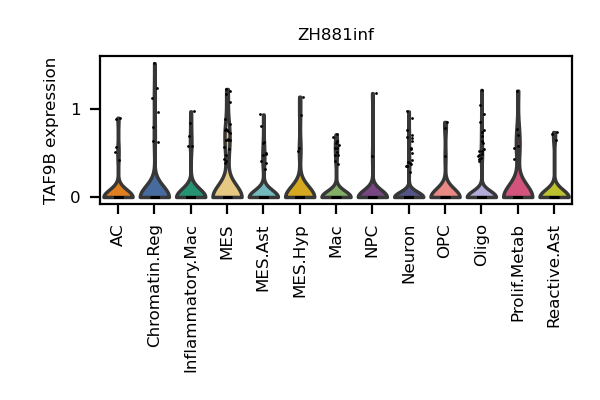 ZH881inf
TAF9B expression
1
0
AC
Chromatin.Reg
Inflammatory.Mac
MES
MES.Ast
MES.Hyp
Mac
NPC
Neuron
OPC
Oligo
Prolif.Metab
Reactive.Ast